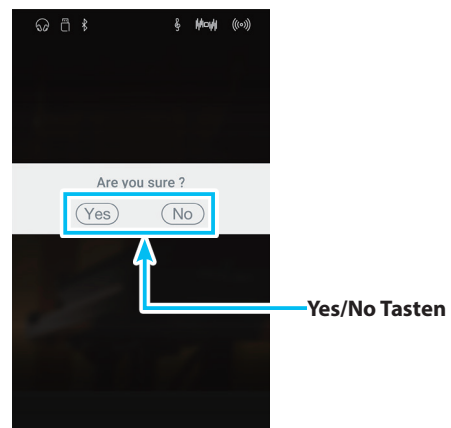 Are you sure ?
Yes No
Yes/No Tasten